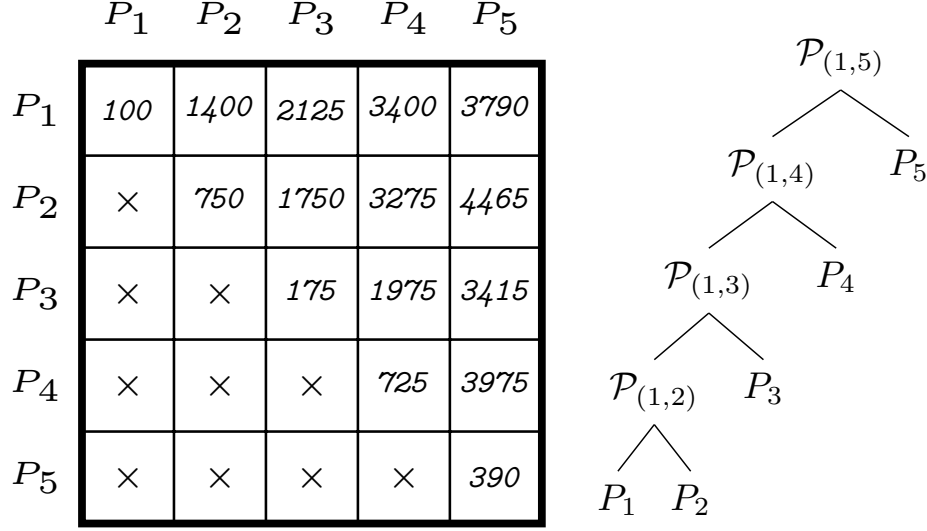 P₁ P₂ P₃ P₄ P₅
P₁ 100 1400 2125 3400 3790
P₂ × 750 1750 3275 4465
P₃ × × 175 1975 3415
P₄ × × × 725 3975
P₅ × × × × 390
𝒫₍₁,₅₎
𝒫₍₁,₄₎ P₅
𝒫₍₁,₃₎ P₄
𝒫₍₁,₂₎ P₃
P₁ P₂